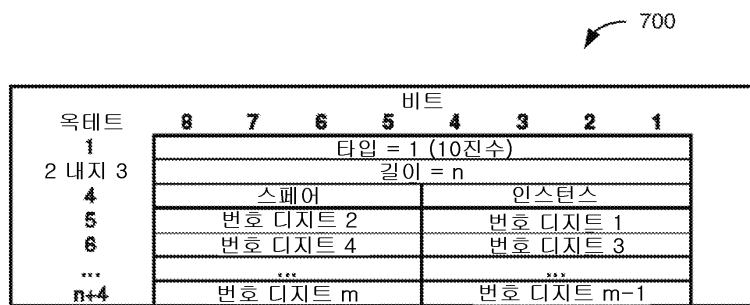 700
비트
옥테트 8 7 6 5 4 3 2 1
1 타입 = 1 (10진수)
2 내지 3 길이 = n
4 스페어 인스턴스
5 번호 디지트 2 번호 디지트 1
6 번호 디지트 4 번호 디지트 3
... ... ...
n+4 번호 디지트 m 번호 디지트 m-1